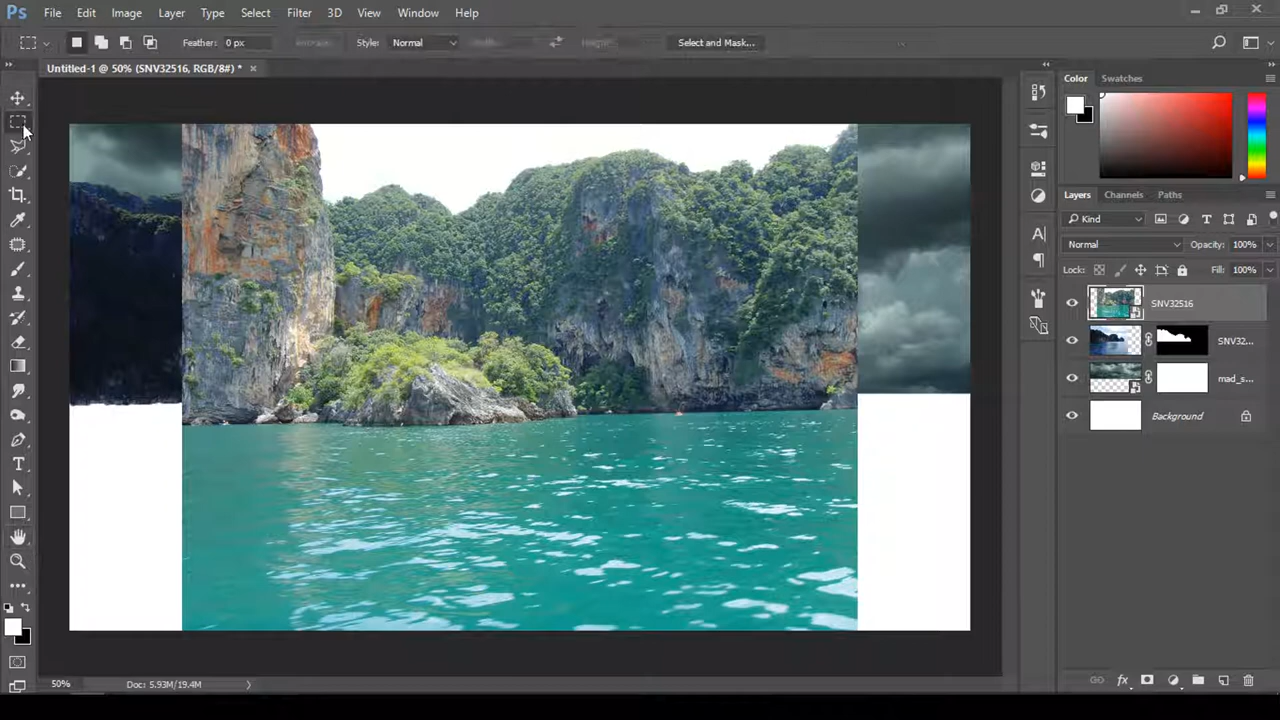 Ps File Edit Image Layer Type Select Filter 3D View Window Help
Feather: 0 px Style: Normal Select and Mask...
Untitled-1 @ 50% (SNV32516, RGB/8#) *
Color Swatches
Layers Channels Paths
Kind
Normal Opacity: 100%
Lock: Fill: 100%
SNV32516
SNV32...
mad_s...
Background
50% Doc: 5.93M/19.4M